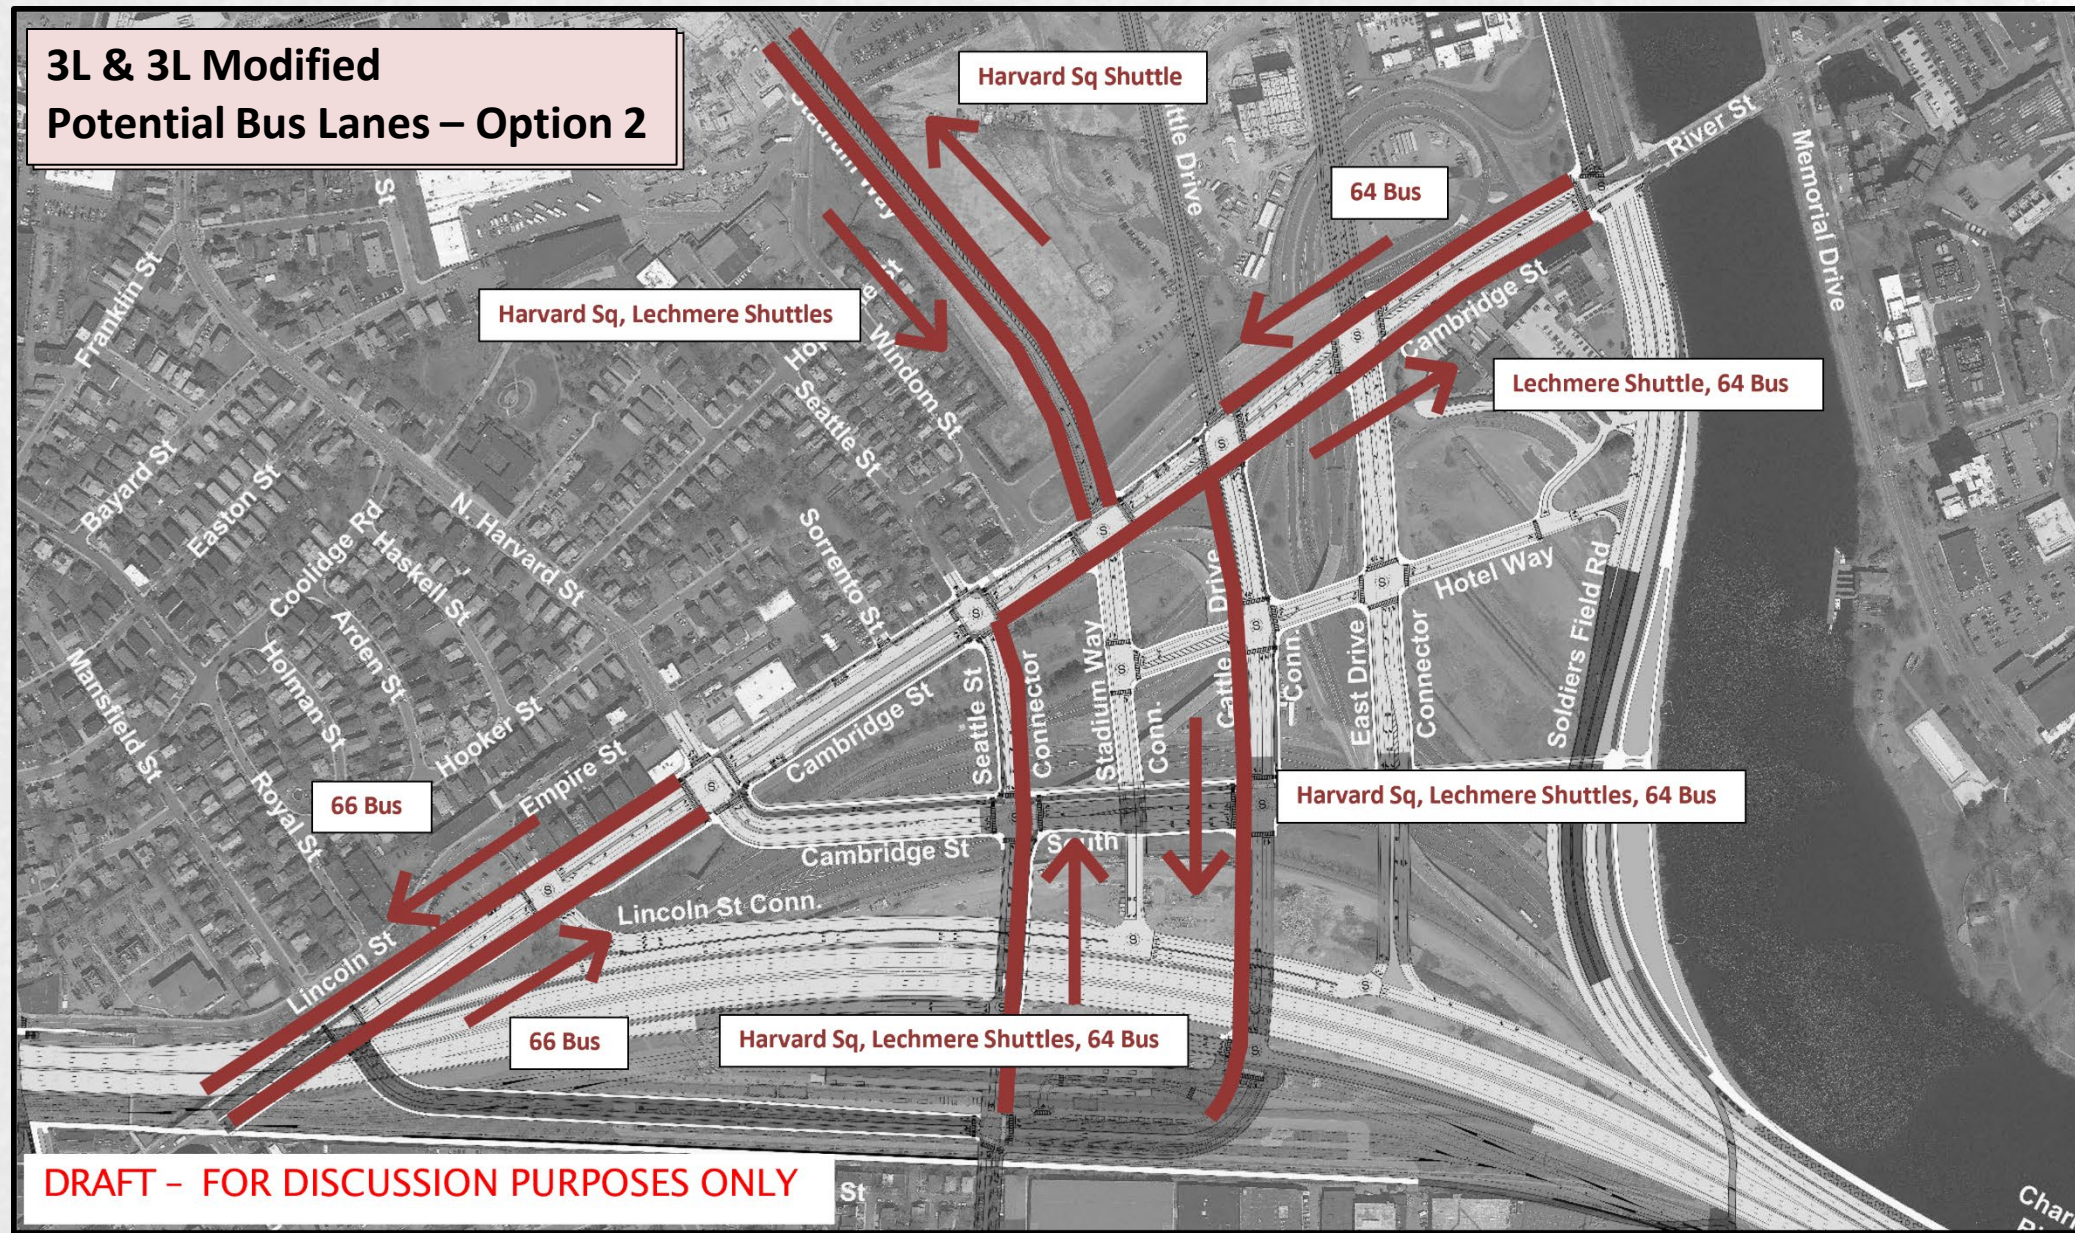 3L & 3L Modified
Potential Bus Lanes – Option 2
Harvard Sq Shuttle
64 Bus
River St
Memorial Drive
Stadium Way
Drive
St
Franklin St
Harvard Sq, Lechmere Shuttles
Cambridge St
Lechmere Shuttle, 64 Bus
Windom St
Seattle St
Bayard St
Easton St
Coolidge Rd
Haskell St
N. Harvard St
Sorrento St
Arden St
Holman St
Hooker St
Mansfield St
Royal St
Empire St
Hotel Way
Soldiers Field Rd
Cambridge St
Seattle St
Connector
Stadium Way
Conn.
Cattle
Drive
Conn.
East Drive
Connector
66 Bus
Harvard Sq, Lechmere Shuttles, 64 Bus
Cambridge St
South
Lincoln St Conn.
Lincoln St
66 Bus
Harvard Sq, Lechmere Shuttles, 64 Bus
DRAFT – FOR DISCUSSION PURPOSES ONLY
St